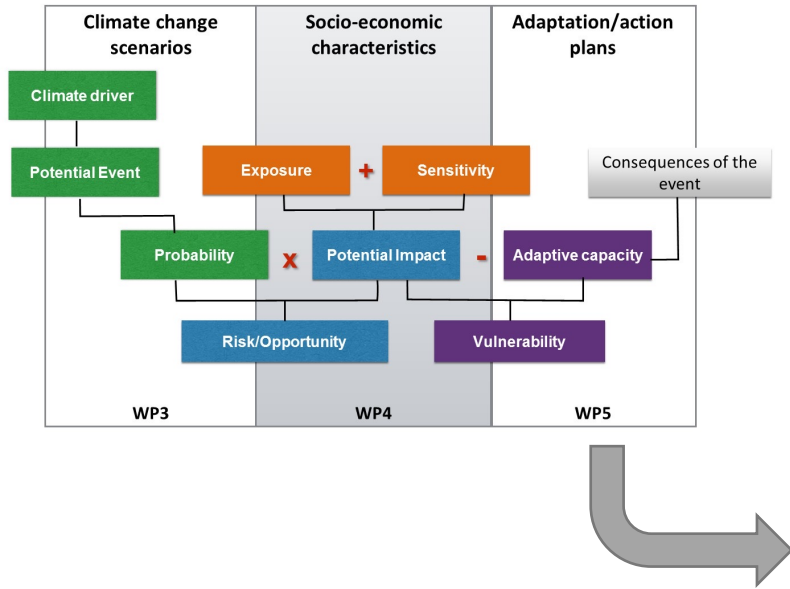 Climate change
scenarios
Socio-economic
characteristics
Adaptation/action
plans
Climate driver
Potential Event
Exposure
+
Sensitivity
Consequences of the
event
Probability
x
Potential Impact
-
Adaptive capacity
Risk/Opportunity
Vulnerability
WP3
WP4
WP5